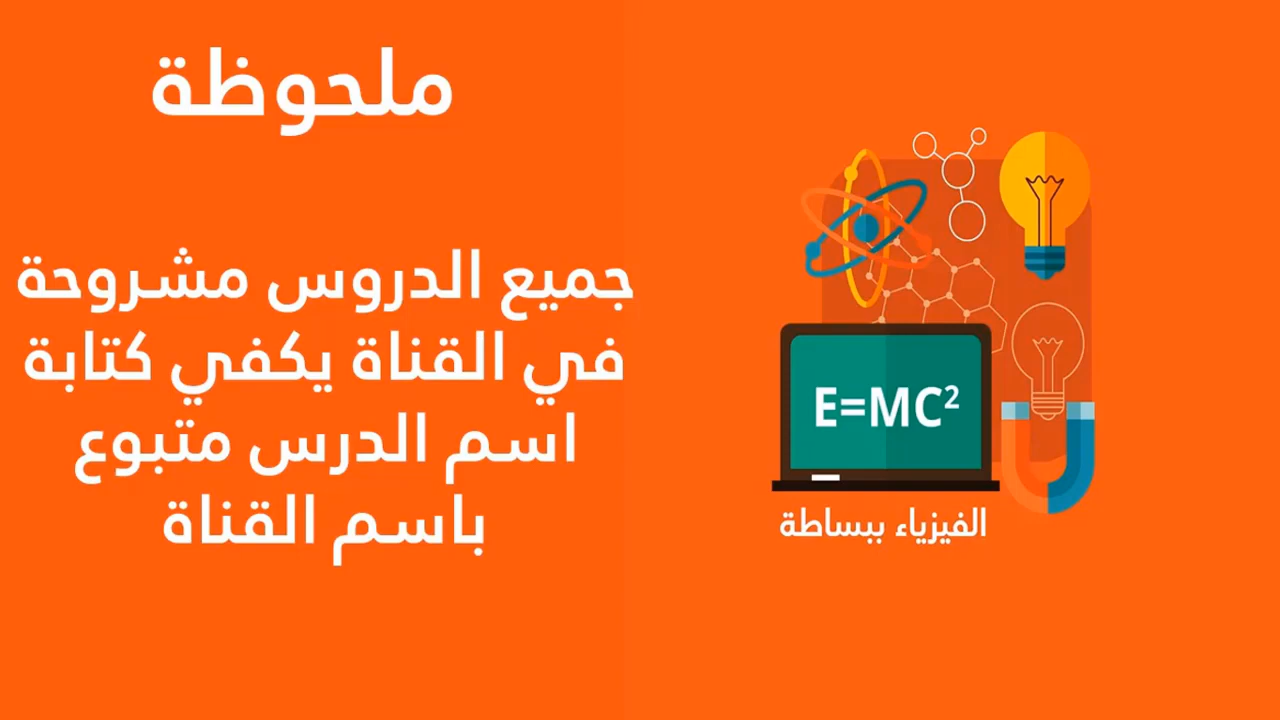 ملحوظة
جميع الدروس مشروحة
في القناة يكفي كتابة
اسم الدرس متبوع
باسم القناة
E=MC²
الفيزياء ببساطة